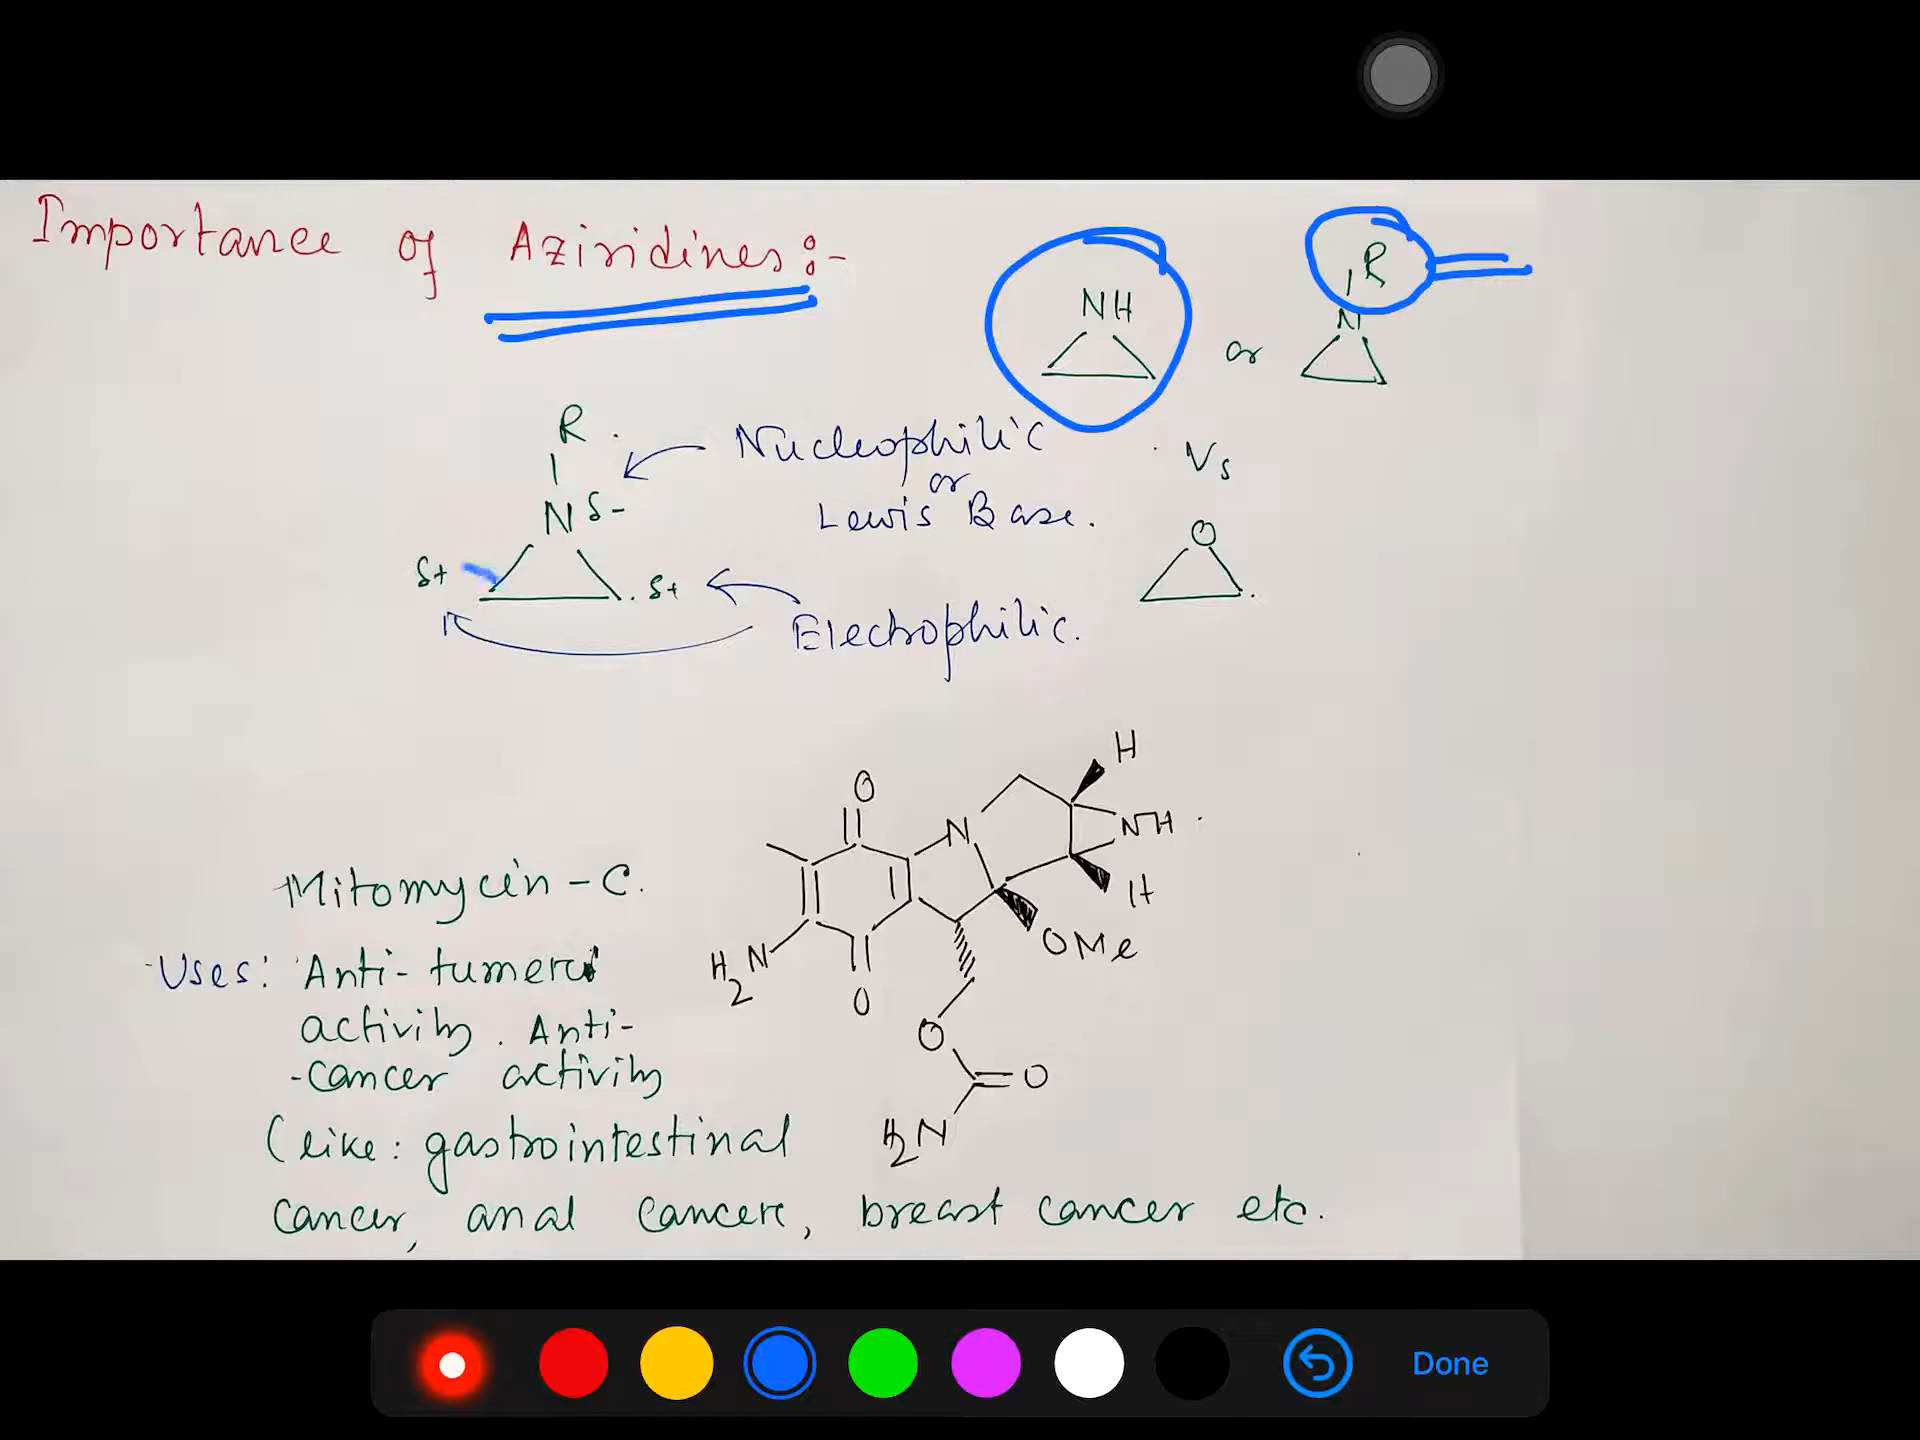 Importance of Aziridines:-
NH
or
R
N
R
N δ-
Nucleophilic
or
Lewis Base.
Vs
O
δ+
δ+
Electrophilic.
H
O
N
NH
Mitomycin-C.
H
OMe
H2N
O
Uses: Anti-tumer
activity. Anti-
-cancer activity
O
O
(like: gastrointestinal
H2N
cancer, anal cancer, breast cancer etc.
Done